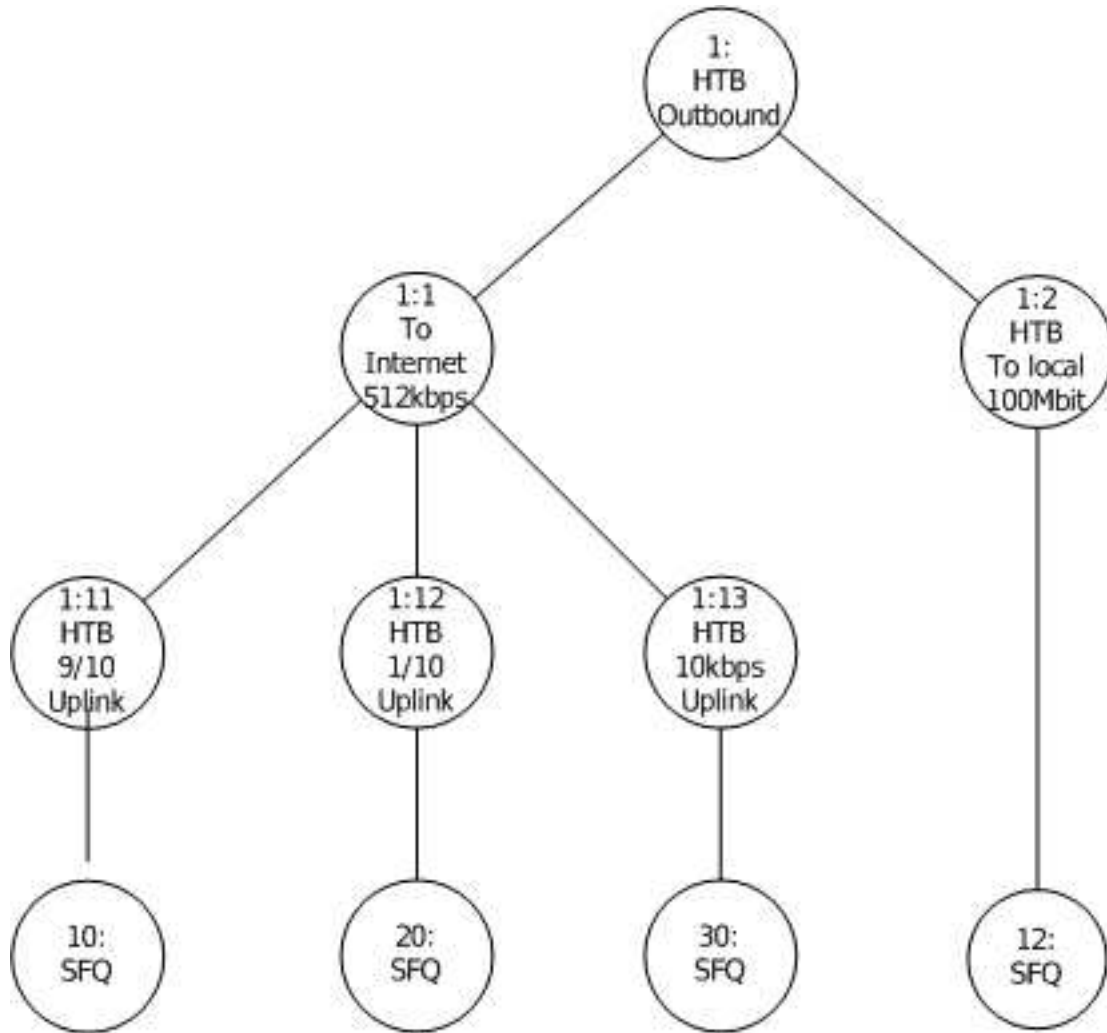 1:
HTB
Outbound
1:1
To
Internet
512kbps
1:2
HTB
To local
100Mbit
1:11
HTB
9/10
Uplink
1:12
HTB
1/10
Uplink
1:13
HTB
10kbps
Uplink
10:
SFQ
20:
SFQ
30:
SFQ
12:
SFQ